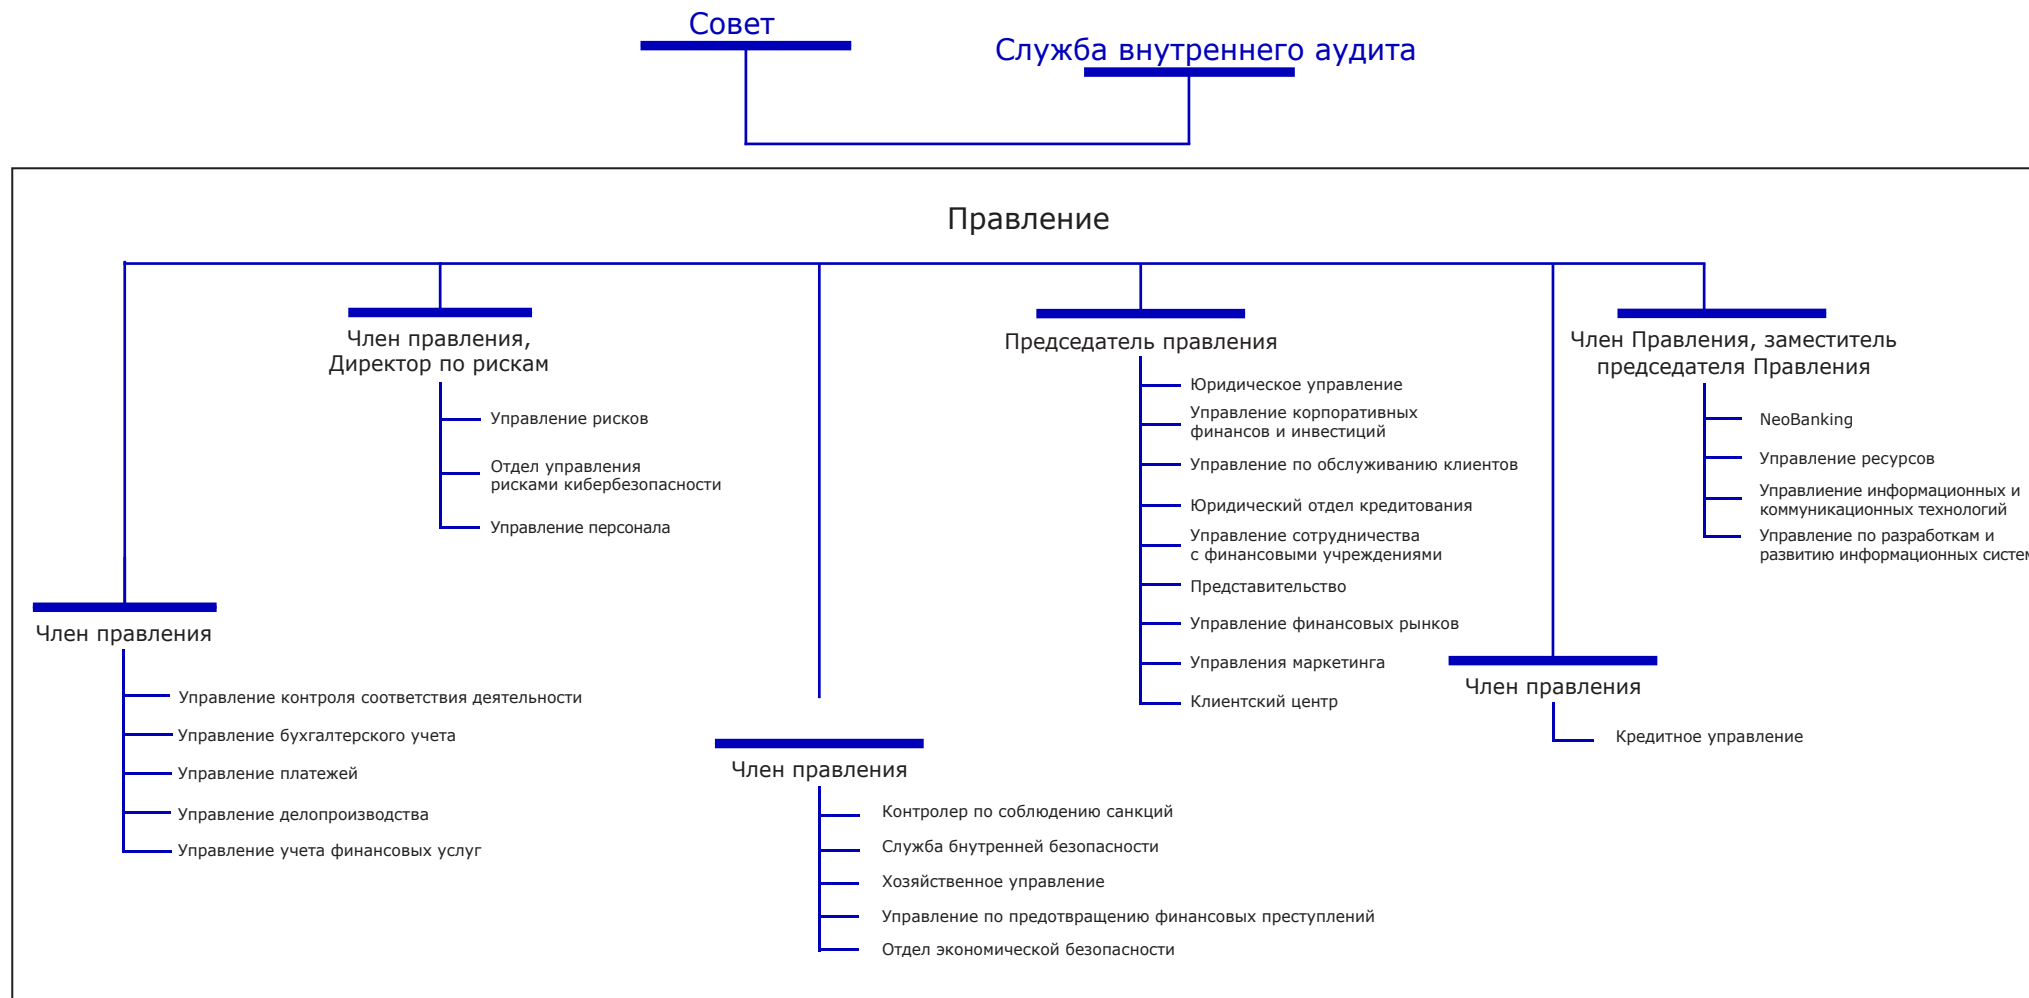 Совет
Служба внутреннего аудита
Правление
Член правления,
Директор по рискам
Управление рисков
Отдел управления
рисками кибербезопасности
Управление персонала
Председатель правления
Юридическое управление
Управление корпоративных
финансов и инвестиций
Управление по обслуживанию клиентов
Юридический отдел кредитования
Управление сотрудничества
с финансовыми учреждениями
Представительство
Управление финансовых рынков
Управления маркетинга
Клиентский центр
Член Правления, заместитель
председателя Правления
NeoBanking
Управление ресурсов
Управлиение информационных и
коммуникационных технологий
Управление по разработкам и
развитию информационных систем
Член правления
Управление контроля соответствия деятельности
Управление бухгалтерского учета
Управление платежей
Управление делопроизводства
Управление учета финансовых услуг
Член правления
Контролер по соблюдению санкций
Служба бнутренней безопасности
Хозяйственное управление
Управление по предотвращению финансовых преступлений
Отдел экономической безопасности
Член правления
Кредитное управление